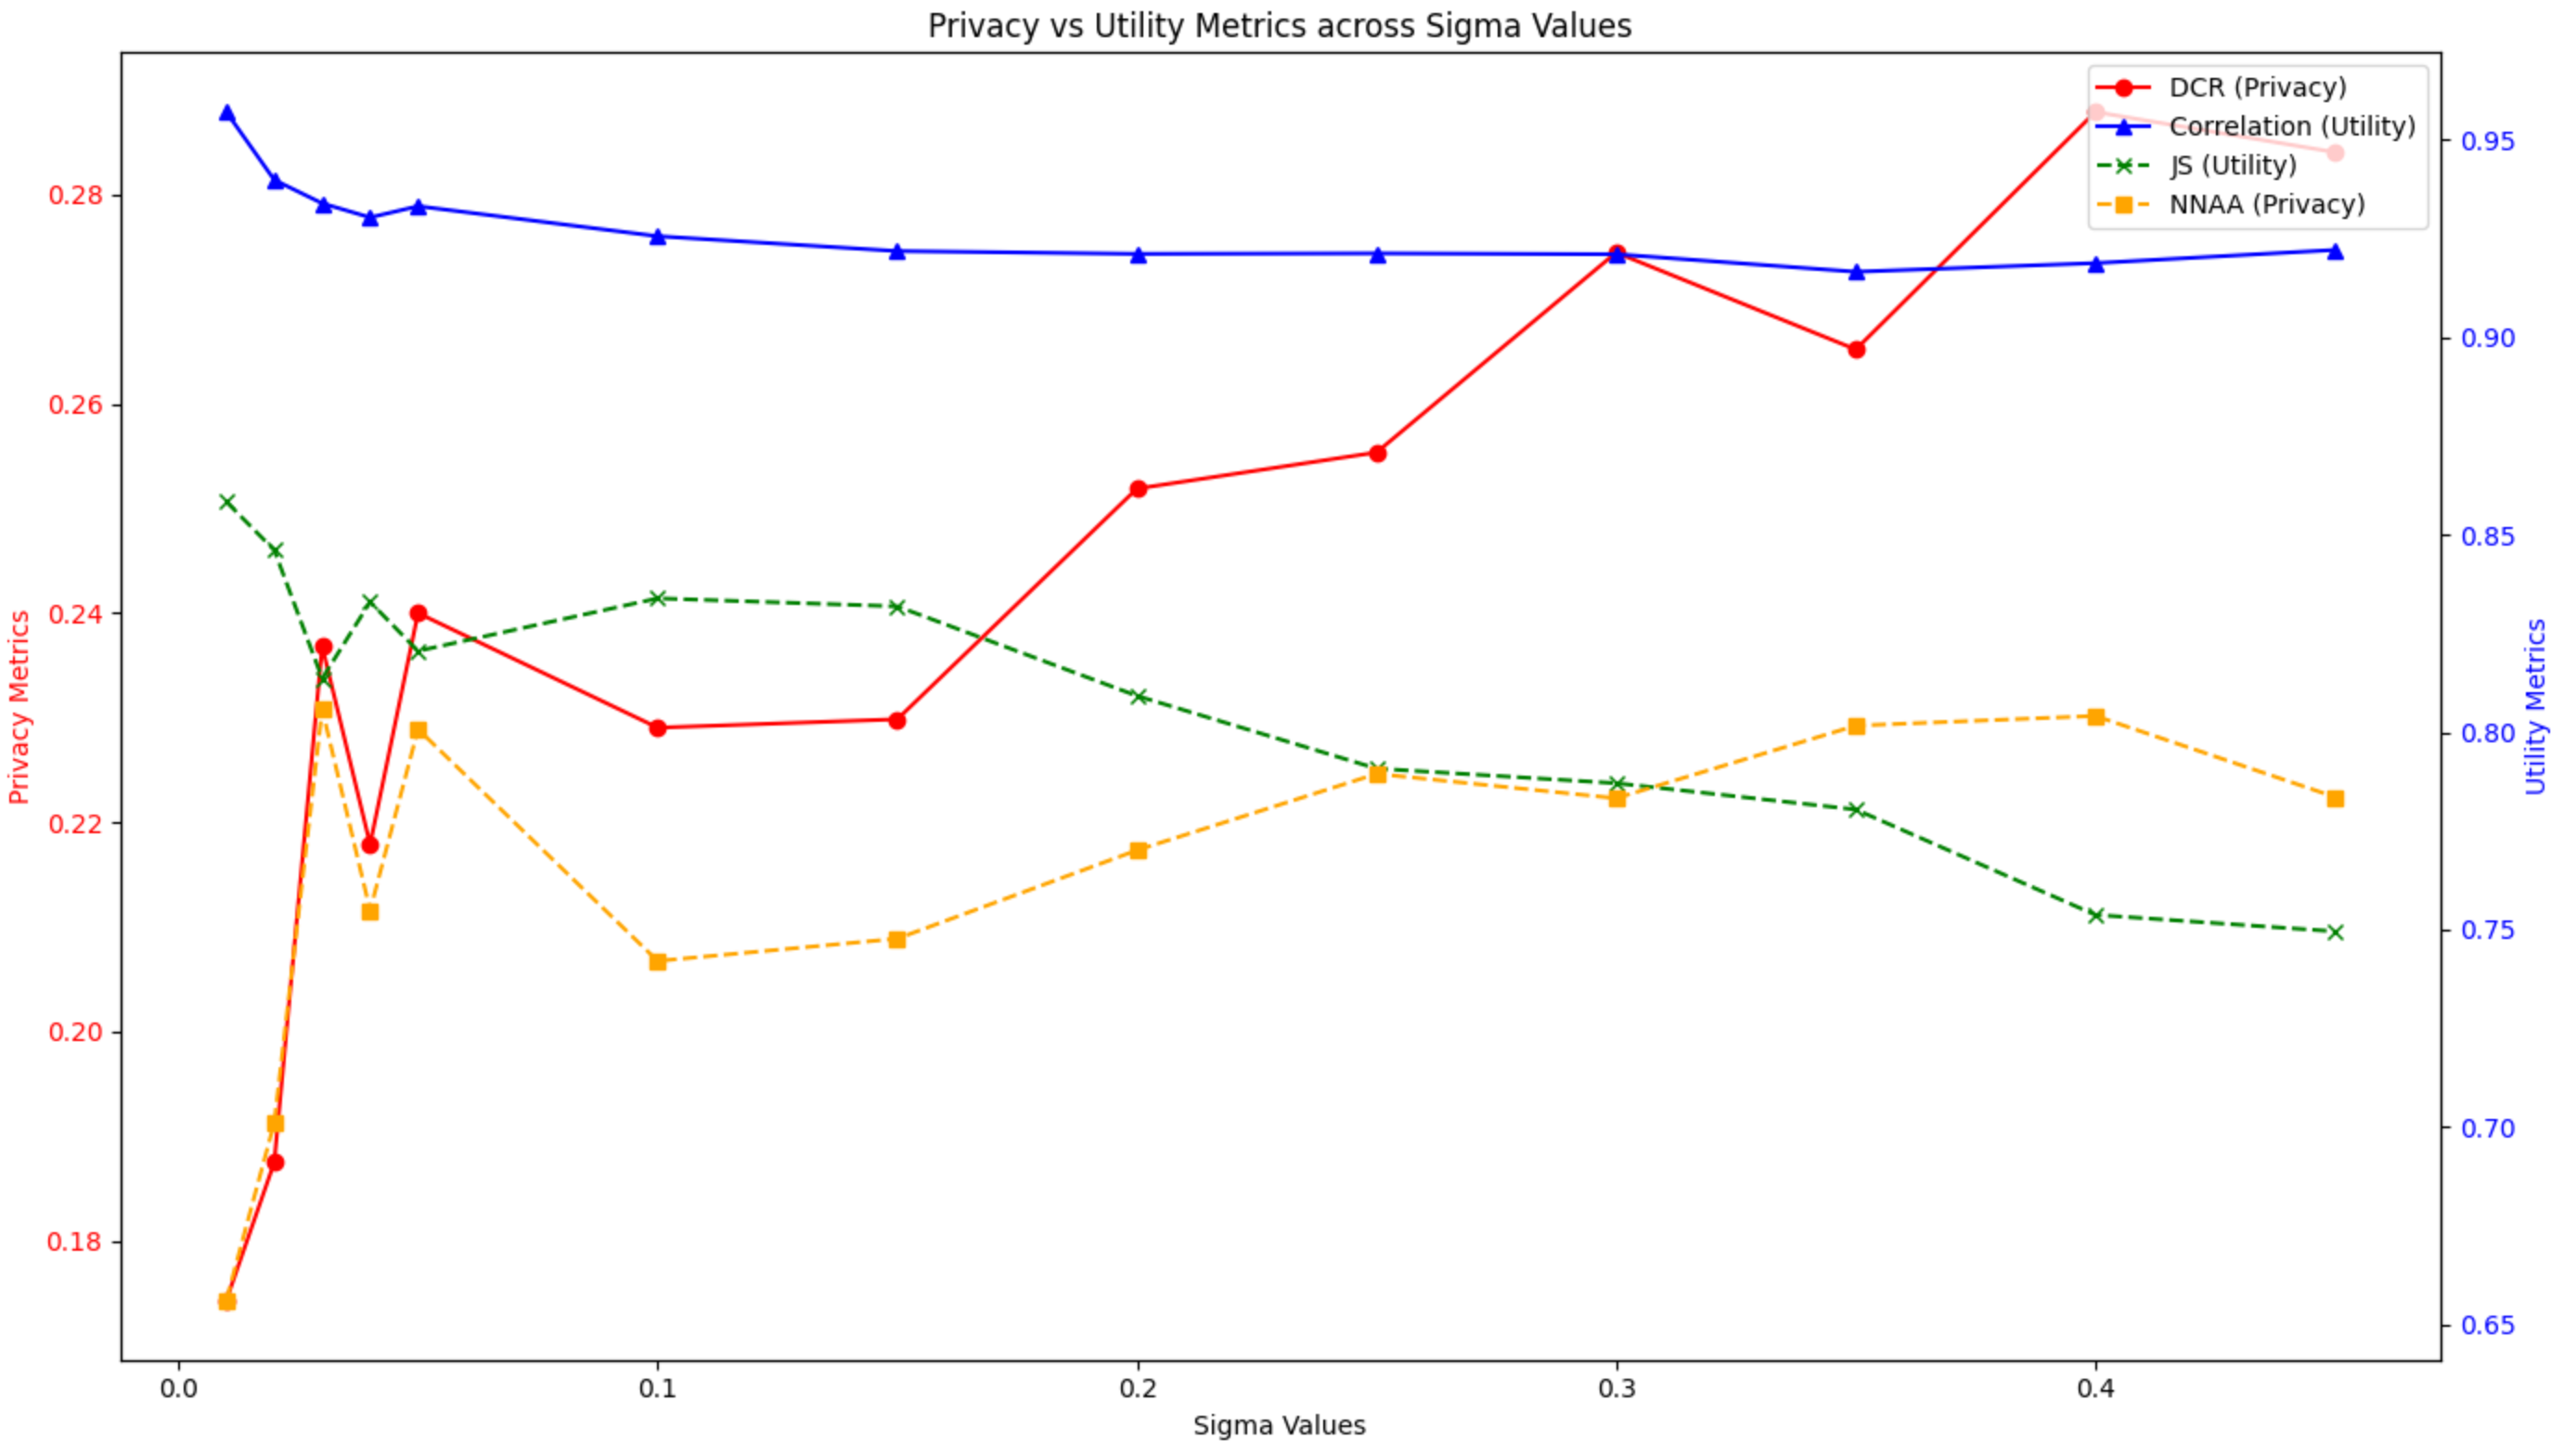 Privacy vs Utility Metrics across Sigma Values
DCR (Privacy)
Correlation (Utility)
JS (Utility)
NNAA (Privacy)
Privacy Metrics
0.28
0.26
0.24
0.22
0.20
0.18
0.95
0.90
0.85
0.80
0.75
0.70
0.65
Utility Metrics
0.0 0.1 0.2 0.3 0.4
Sigma Values